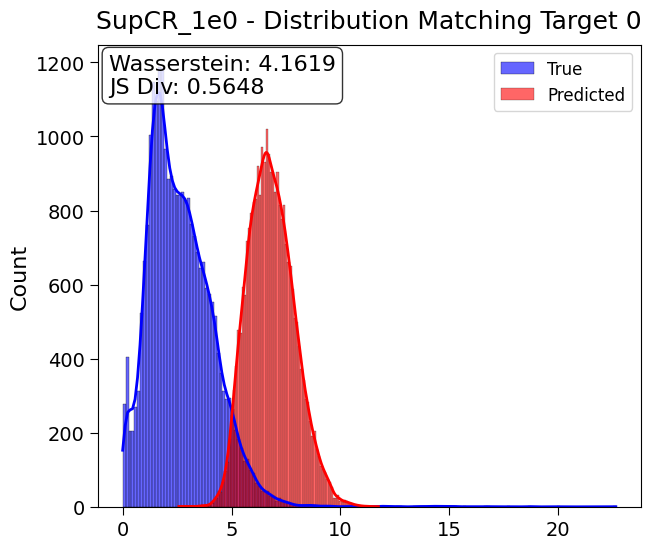 SupCR_1e0 - Distribution Matching Target 0
Wasserstein: 4.1619
JS Div: 0.5648
True
Predicted
Count
1200
1000
800
600
400
200
0
0 5 10 15 20